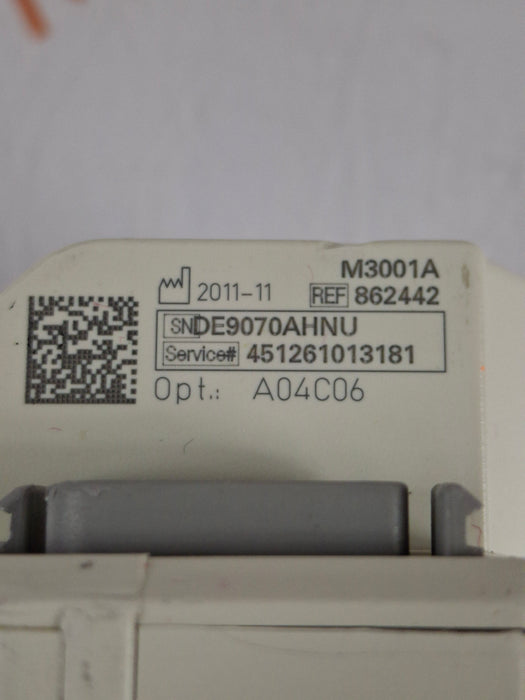 M3001A
2011-11 REF 862442
SN DE9070AHNU
Service# 451261013181
Opt.: A04C06